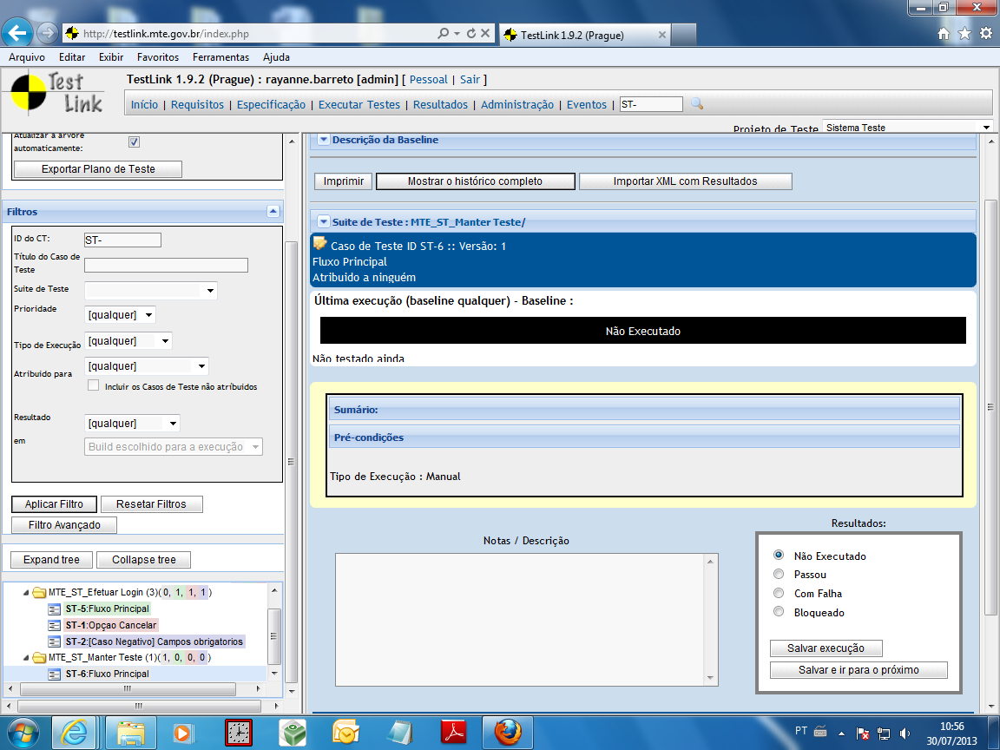 http://testlink.mte.gov.br/index.php
TestLink 1.9.2 (Prague)
Arquivo Editar Exibir Favoritos Ferramentas Ajuda
Test Link
TestLink 1.9.2 (Prague) : rayanne.barreto [admin] [ Pessoal | Sair ]
Início | Requisitos | Especificação | Executar Testes | Resultados | Administração | Eventos | ST-
Projeto de Teste Sistema Teste
Atualizar a árvore
automaticamente:
Exportar Plano de Teste
Filtros
ID do CT: ST-
Título do Caso de
Teste
Suite de Teste
Prioridade [qualquer]
Tipo de Execução [qualquer]
Atribuido para [qualquer]
Incluir os Casos de Teste não atríbuidos
Resultado [qualquer]
em Build escolhido para a execução
Aplicar Filtro Resetar Filtros
Filtro Avançado
Expand tree Collapse tree
MTE_ST_Efetuar Login (3)(0, 1, 1, 1)
ST-5:Fluxo Principal
ST-1:Opçao Cancelar
ST-2:[Caso Negativo] Campos obrigatorios
MTE_ST_Manter Teste (1)(1, 0, 0, 0)
ST-6:Fluxo Principal
Descrição da Baseline
Imprimir Mostrar o histórico completo Importar XML com Resultados
Suite de Teste : MTE_ST_Manter Teste/
Caso de Teste ID ST-6 :: Versão: 1
Fluxo Principal
Atribuido a ninguém
Última execução (baseline qualquer) - Baseline :
Não Executado
Não testado ainda
Sumário:
Pré-condições
Tipo de Execução : Manual
Notas / Descrição
Resultados:
Não Executado
Passou
Com Falha
Bloqueado
Salvar execução
Salvar e ir para o próximo
PT
10:56
30/07/2013